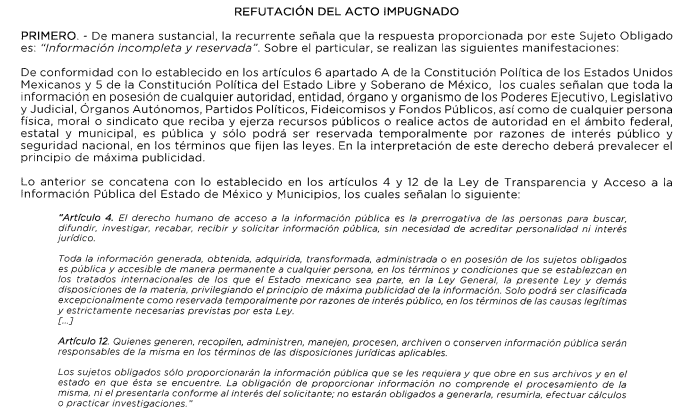 REFUTACIÓN DEL ACTO IMPUGNADO
PRIMERO. - De manera sustancial, la recurrente señala que la respuesta proporcionada por este Sujeto Obligado
es: “Información incompleta y reservada”. Sobre el particular, se realizan las siguientes manifestaciones:
De conformidad con lo establecido en los artículos 6 apartado A de la Constitución Política de los Estados Unidos
Mexicanos y 5 de la Constitución Política del Estado Libre y Soberano de México, los cuales señalan que toda la
información en posesión de cualquier autoridad, entidad, órgano y organismo de los Poderes Ejecutivo, Legislativo
y Judicial, Órganos Autónomos, Partidos Políticos, Fideicomisos y Fondos Públicos, así como de cualquier persona
física, moral o sindicato que reciba y ejerza recursos públicos o realice actos de autoridad en el ámbito federal,
estatal y municipal, es pública y sólo podrá ser reservada temporalmente por razones de interés público y
seguridad nacional, en los términos que fijen las leyes. En la interpretación de este derecho deberá prevalecer el
principio de máxima publicidad.
Lo anterior se concatena con lo establecido en los artículos 4 y 12 de la Ley de Transparencia y Acceso a la
Información Pública del Estado de México y Municipios, los cuales señalan lo siguiente:
“Artículo 4. El derecho humano de acceso a la información pública es la prerrogativa de las personas para buscar,
difundir, investigar, recabar, recibir y solicitar información pública, sin necesidad de acreditar personalidad ni interés
jurídico.
Toda la información generada, obtenida, adquirida, transformada, administrada o en posesión de los sujetos obligados
es pública y accesible de manera permanente a cualquier persona, en los términos y condiciones que se establezcan en
los tratados internacionales de los que el Estado mexicano sea parte, en la Ley General, la presente Ley y demás
disposiciones de la materia, privilegiando el principio de máxima publicidad de la información. Solo podrá ser clasificada
excepcionalmente como reservada temporalmente por razones de interés público, en los términos de las causas legítimas
y estrictamente necesarias previstas por esta Ley.
[...]
Artículo 12. Quienes generen, recopilen, administren, manejen, procesen, archiven o conserven información pública serán
responsables de la misma en los términos de las disposiciones jurídicas aplicables.
Los sujetos obligados sólo proporcionarán la información pública que se les requiera y que obre en sus archivos y en el
estado en que ésta se encuentre. La obligación de proporcionar información no comprende el procesamiento de la
misma, ni el presentarla conforme al interés del solicitante; no estarán obligados a generarla, resumirla, efectuar cálculos
o practicar investigaciones.”